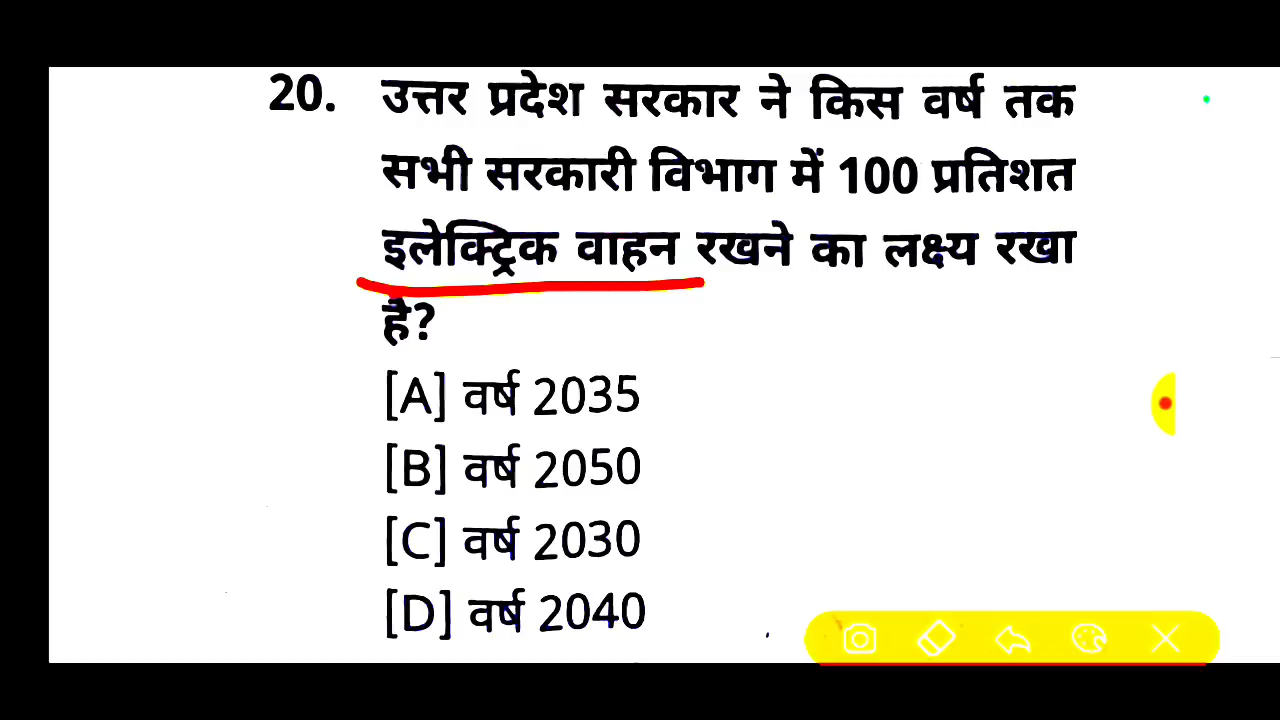 20. उत्तर प्रदेश सरकार ने किस वर्ष तक
सभी सरकारी विभाग में 100 प्रतिशत
इलेक्ट्रिक वाहन रखने का लक्ष्य रखा
है?
[A] वर्ष 2035
[B] वर्ष 2050
[C] वर्ष 2030
[D] वर्ष 2040